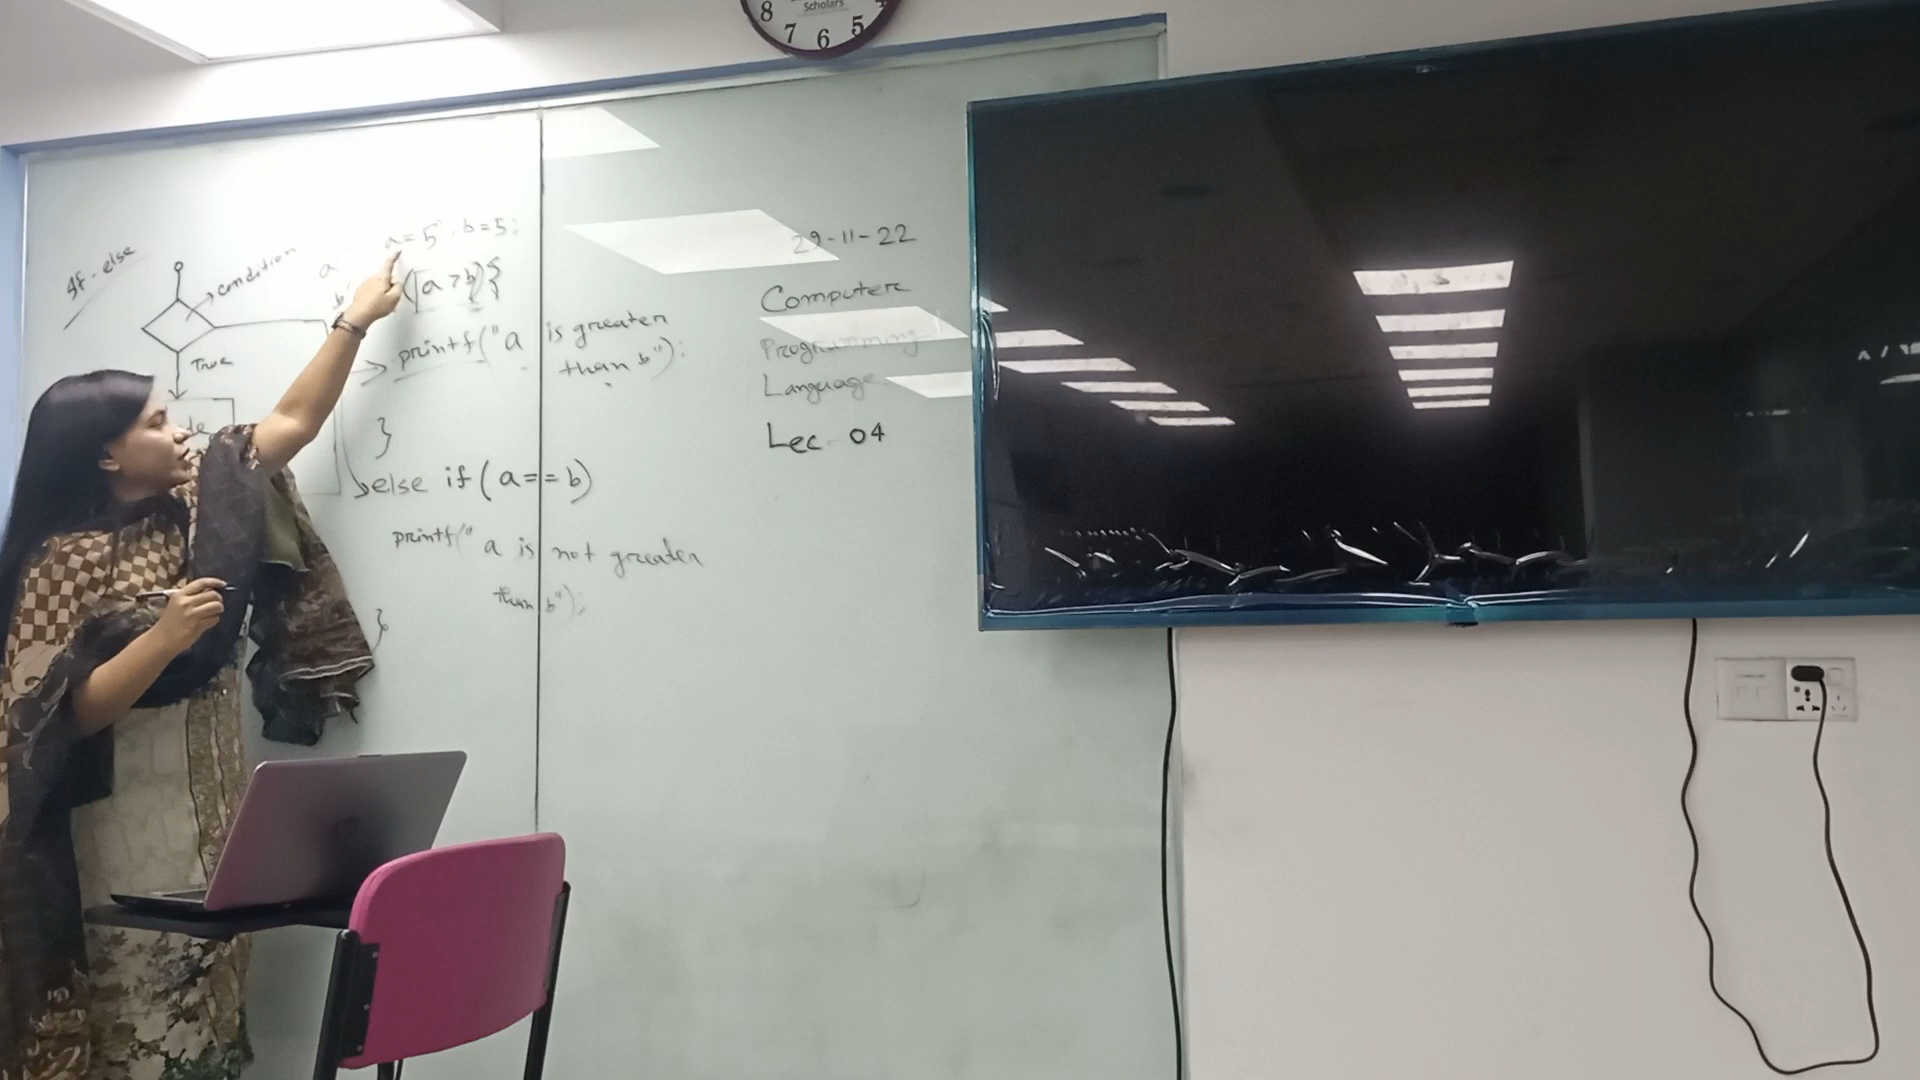 Scholars
8 7 6 5
If-else
condition
True
a = 5, b = 5;
a
b
(a > b) {
printf("a is greater
than b");
}
else if (a == b)
printf(" a is not greater
than b");
}
29-11-22
Computer
Programming
Language
Lec 04